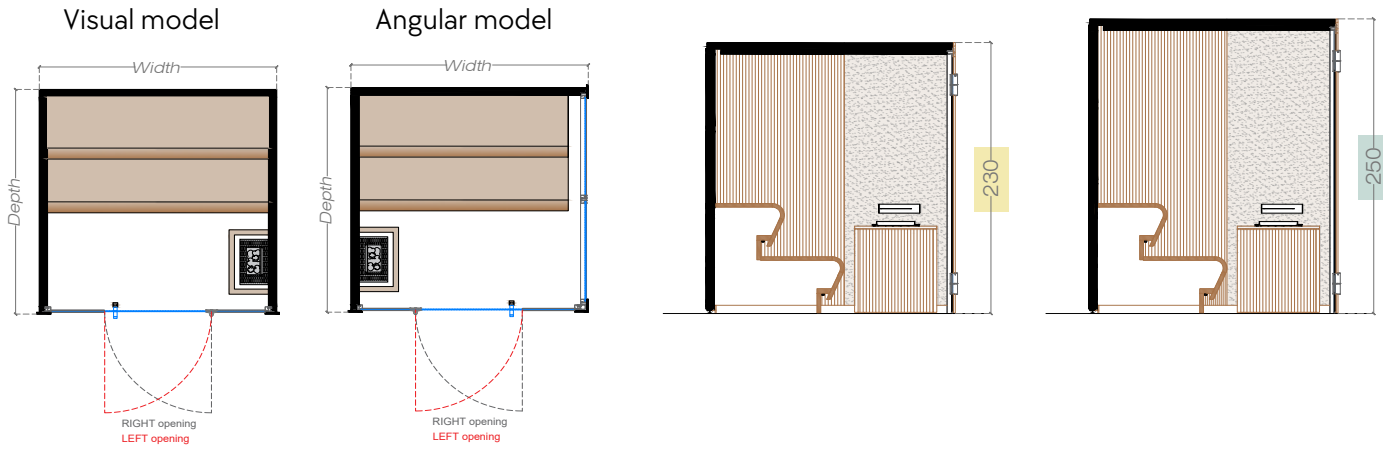 Visual model
Angular model
Width
Width
Depth
Depth
230
250
RIGHT opening
LEFT opening
RIGHT opening
LEFT opening